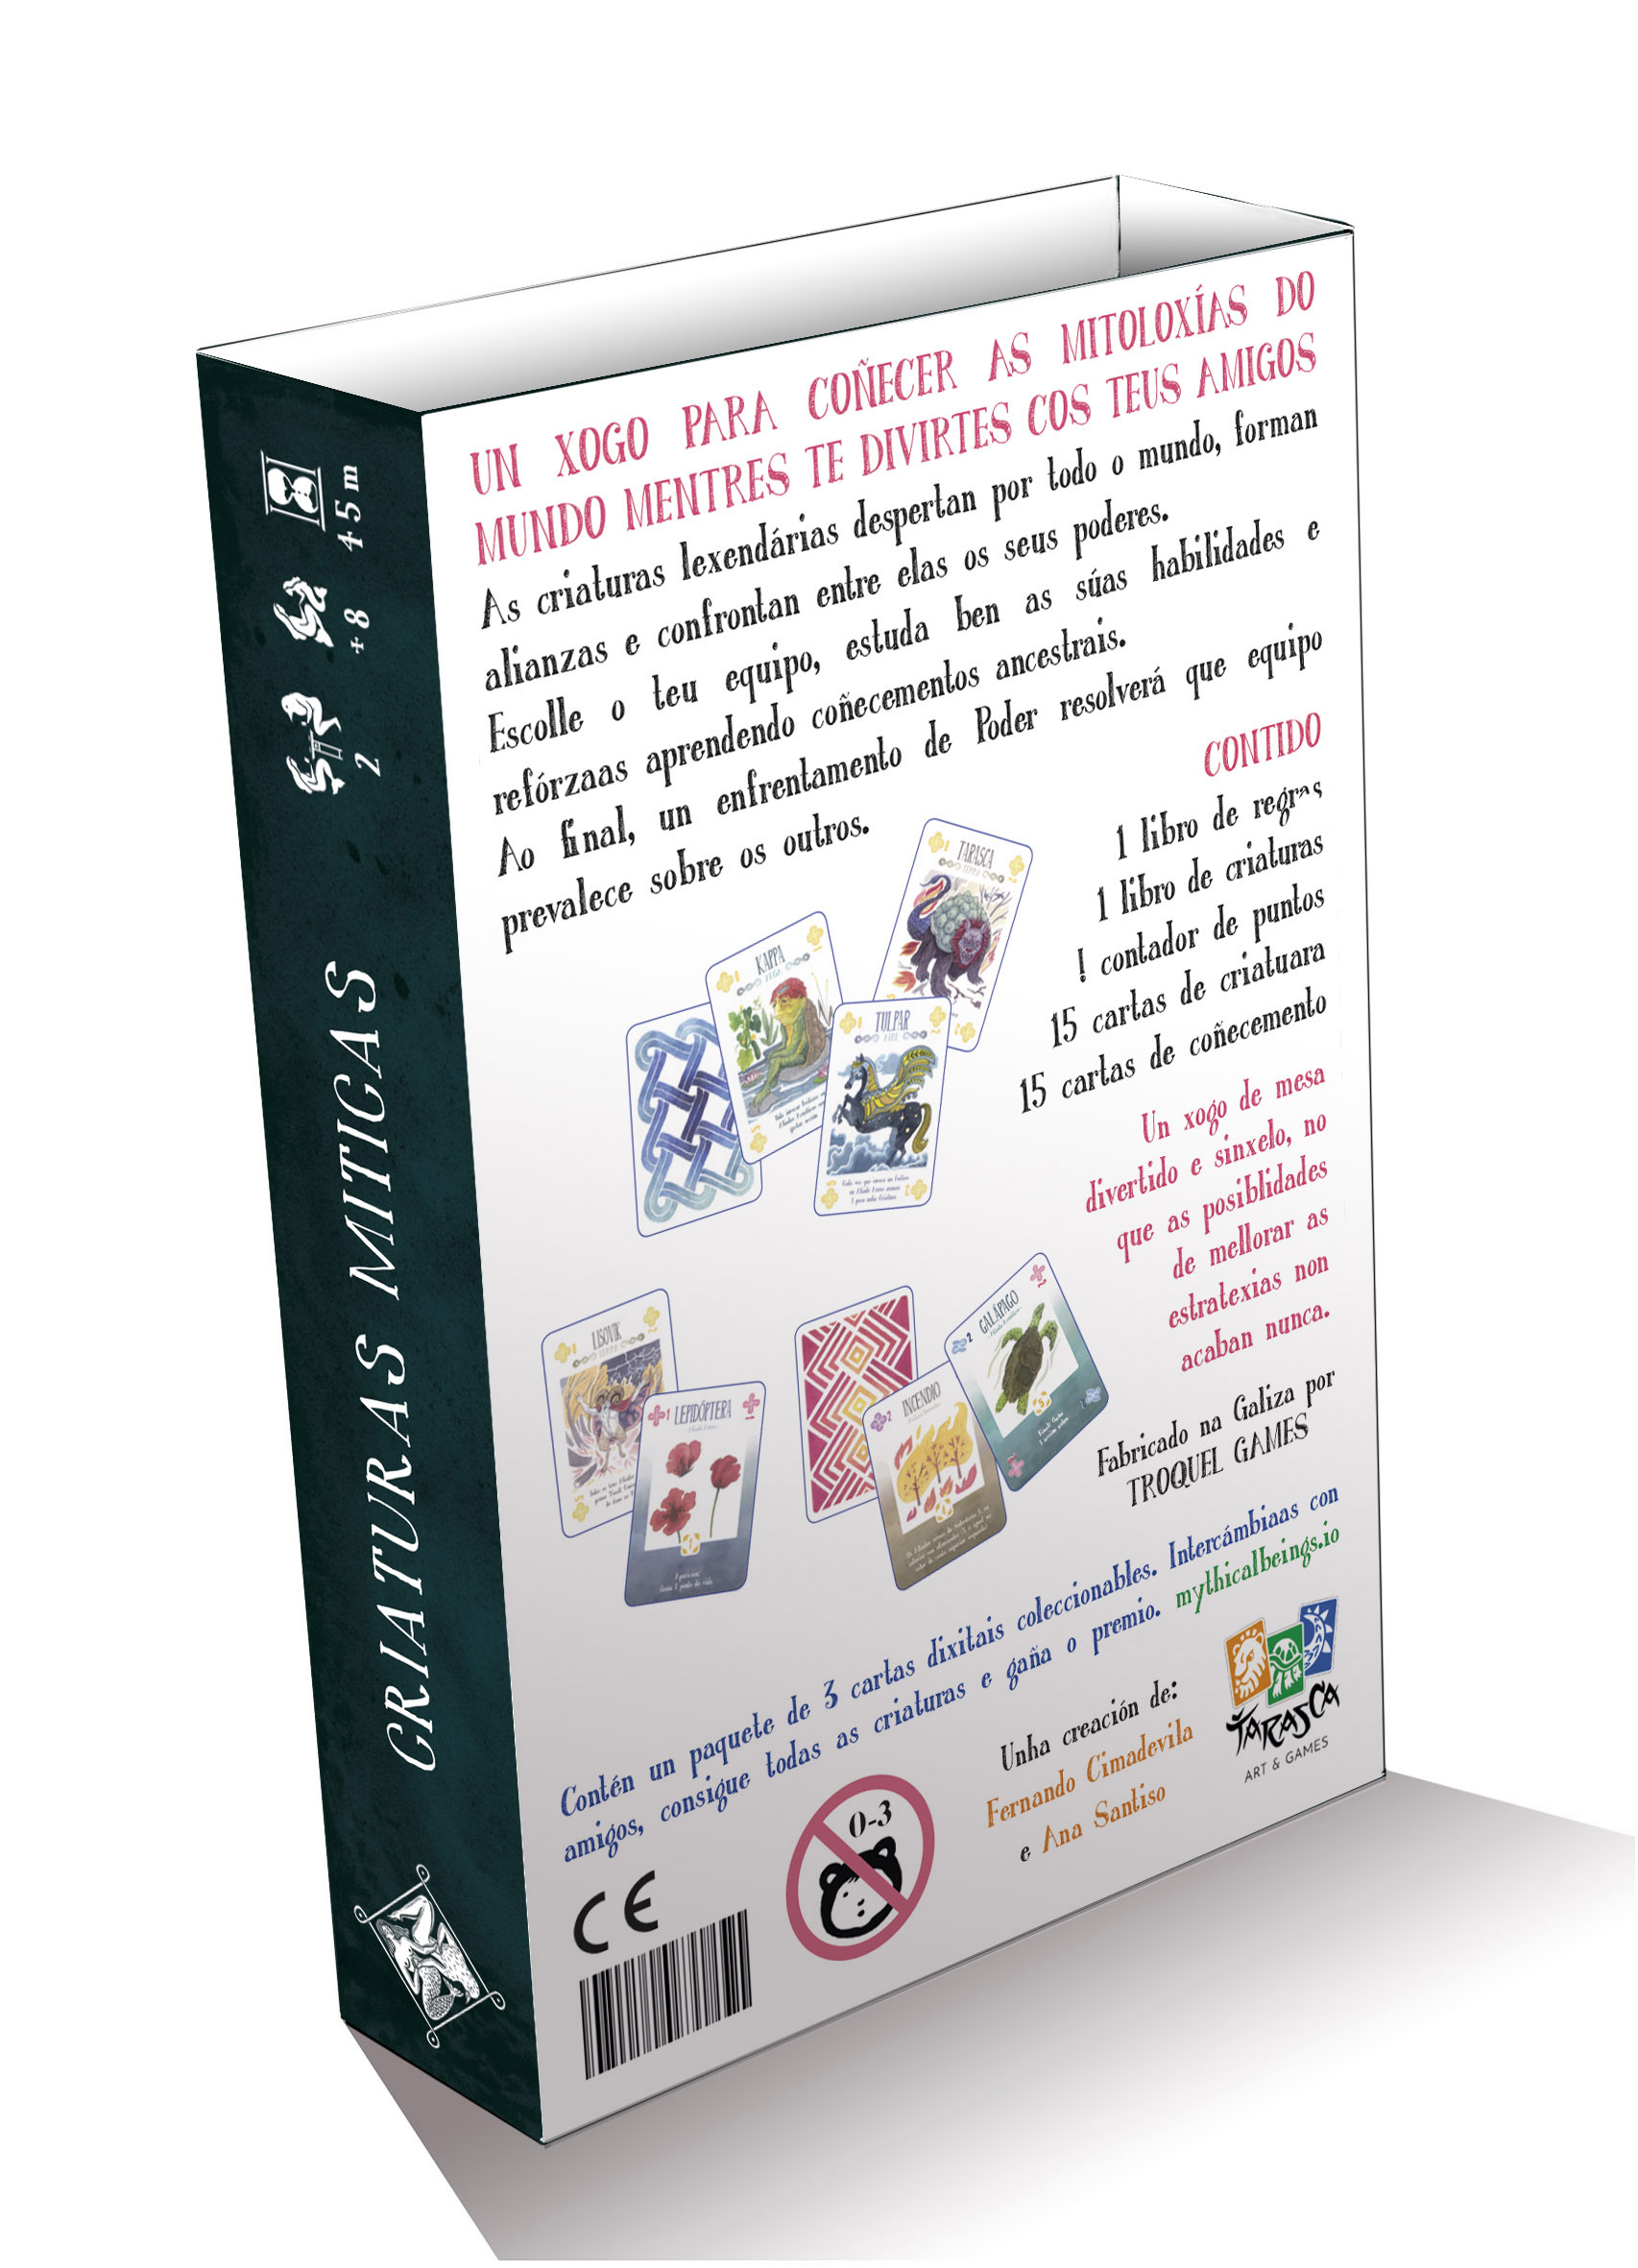 CRIATURAS MITICAS
2
+8
45 m
UN XOGO PARA COÑECER AS MITOLOXÍAS DO
MUNDO MENTRES TE DIVIRTES COS TEUS AMIGOS
As criaturas lexendárias despertan por todo o mundo, forman
alianzas e confrontan entre elas os seus poderes.
Escolle o teu equipo, estuda ben as súas habilidades e
refórzaas aprendendo coñecementos ancestrais.
Ao final, un enfrentamento de Poder resolverá que equipo
prevalece sobre os outros.
CONTIDO
1 libro de regras
1 libro de criaturas
! contador de puntos
15 cartas de criatuara
15 cartas de coñecemento
TARASCA
TERRA
KAPPA
TULPAR
Un xogo de mesa
divertido e sinxelo, no
que as posiblidades
de mellorar as
estratexias non
acaban nunca.
LISOVIK
TERRA
1 LEPIDÓPTERA 1
2 INCENDIO
2 GALÁPAGO
Fabricado na Galiza por
TROQUEL GAMES
Contén un paquete de 3 cartas dixitais coleccionables. Intercámbiaas con
amigos, consigue todas as criaturas e gaña o premio. mythicalbeings.io
Unha creación de:
Fernando Cimadevila
e Ana Santiso
TARASCA
ART & GAMES
CE
0-3